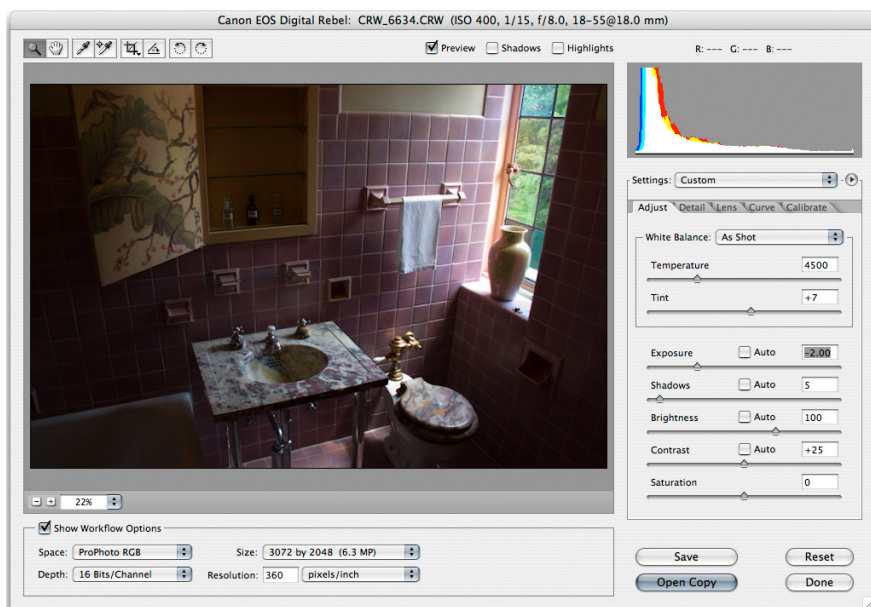 Canon EOS Digital Rebel: CRW_6634.CRW (ISO 400, 1/15, f/8.0, 18-55@18.0 mm)
Preview Shadows Highlights R: --- G: --- B: ---
Settings: Custom
Adjust Detail Lens Curve Calibrate
White Balance: As Shot
Temperature 4500
Tint +7
Exposure Auto -2.00
Shadows Auto 5
Brightness Auto 100
Contrast Auto +25
Saturation 0
22%
Show Workflow Options
Space: ProPhoto RGB Size: 3072 by 2048 (6.3 MP)
Depth: 16 Bits/Channel Resolution: 360 pixels/inch
Save Reset
Open Copy Done